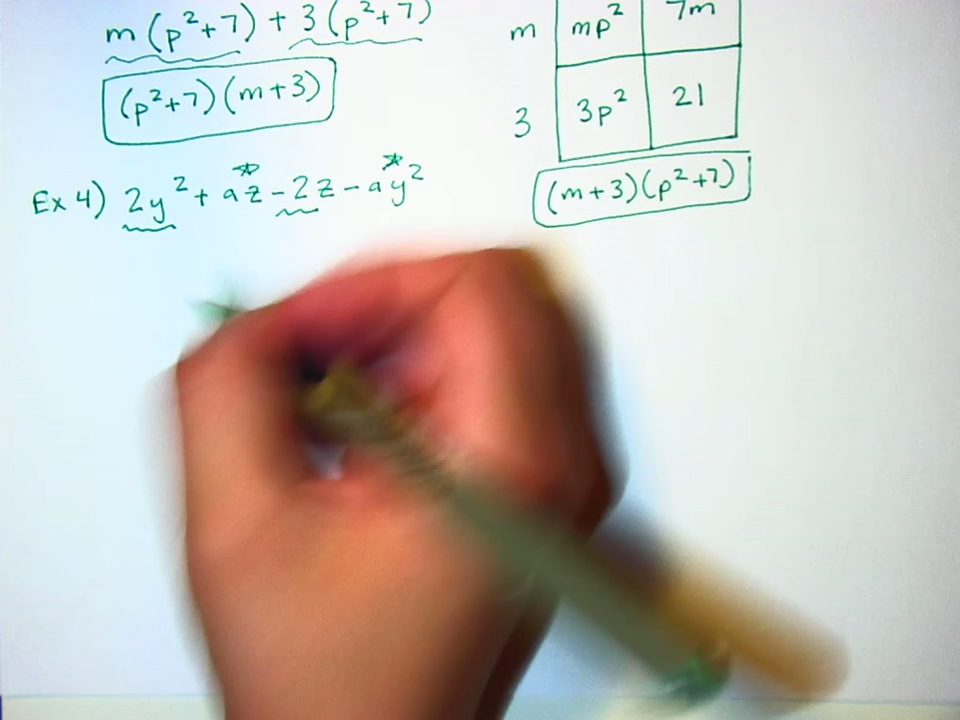 m(p²+7) + 3(p²+7)
(p²+7)(m+3)
m mp² 7m
3 3p² 21
(m+3)(p²+7)
Ex 4) 2y² + az - 2z - ay²